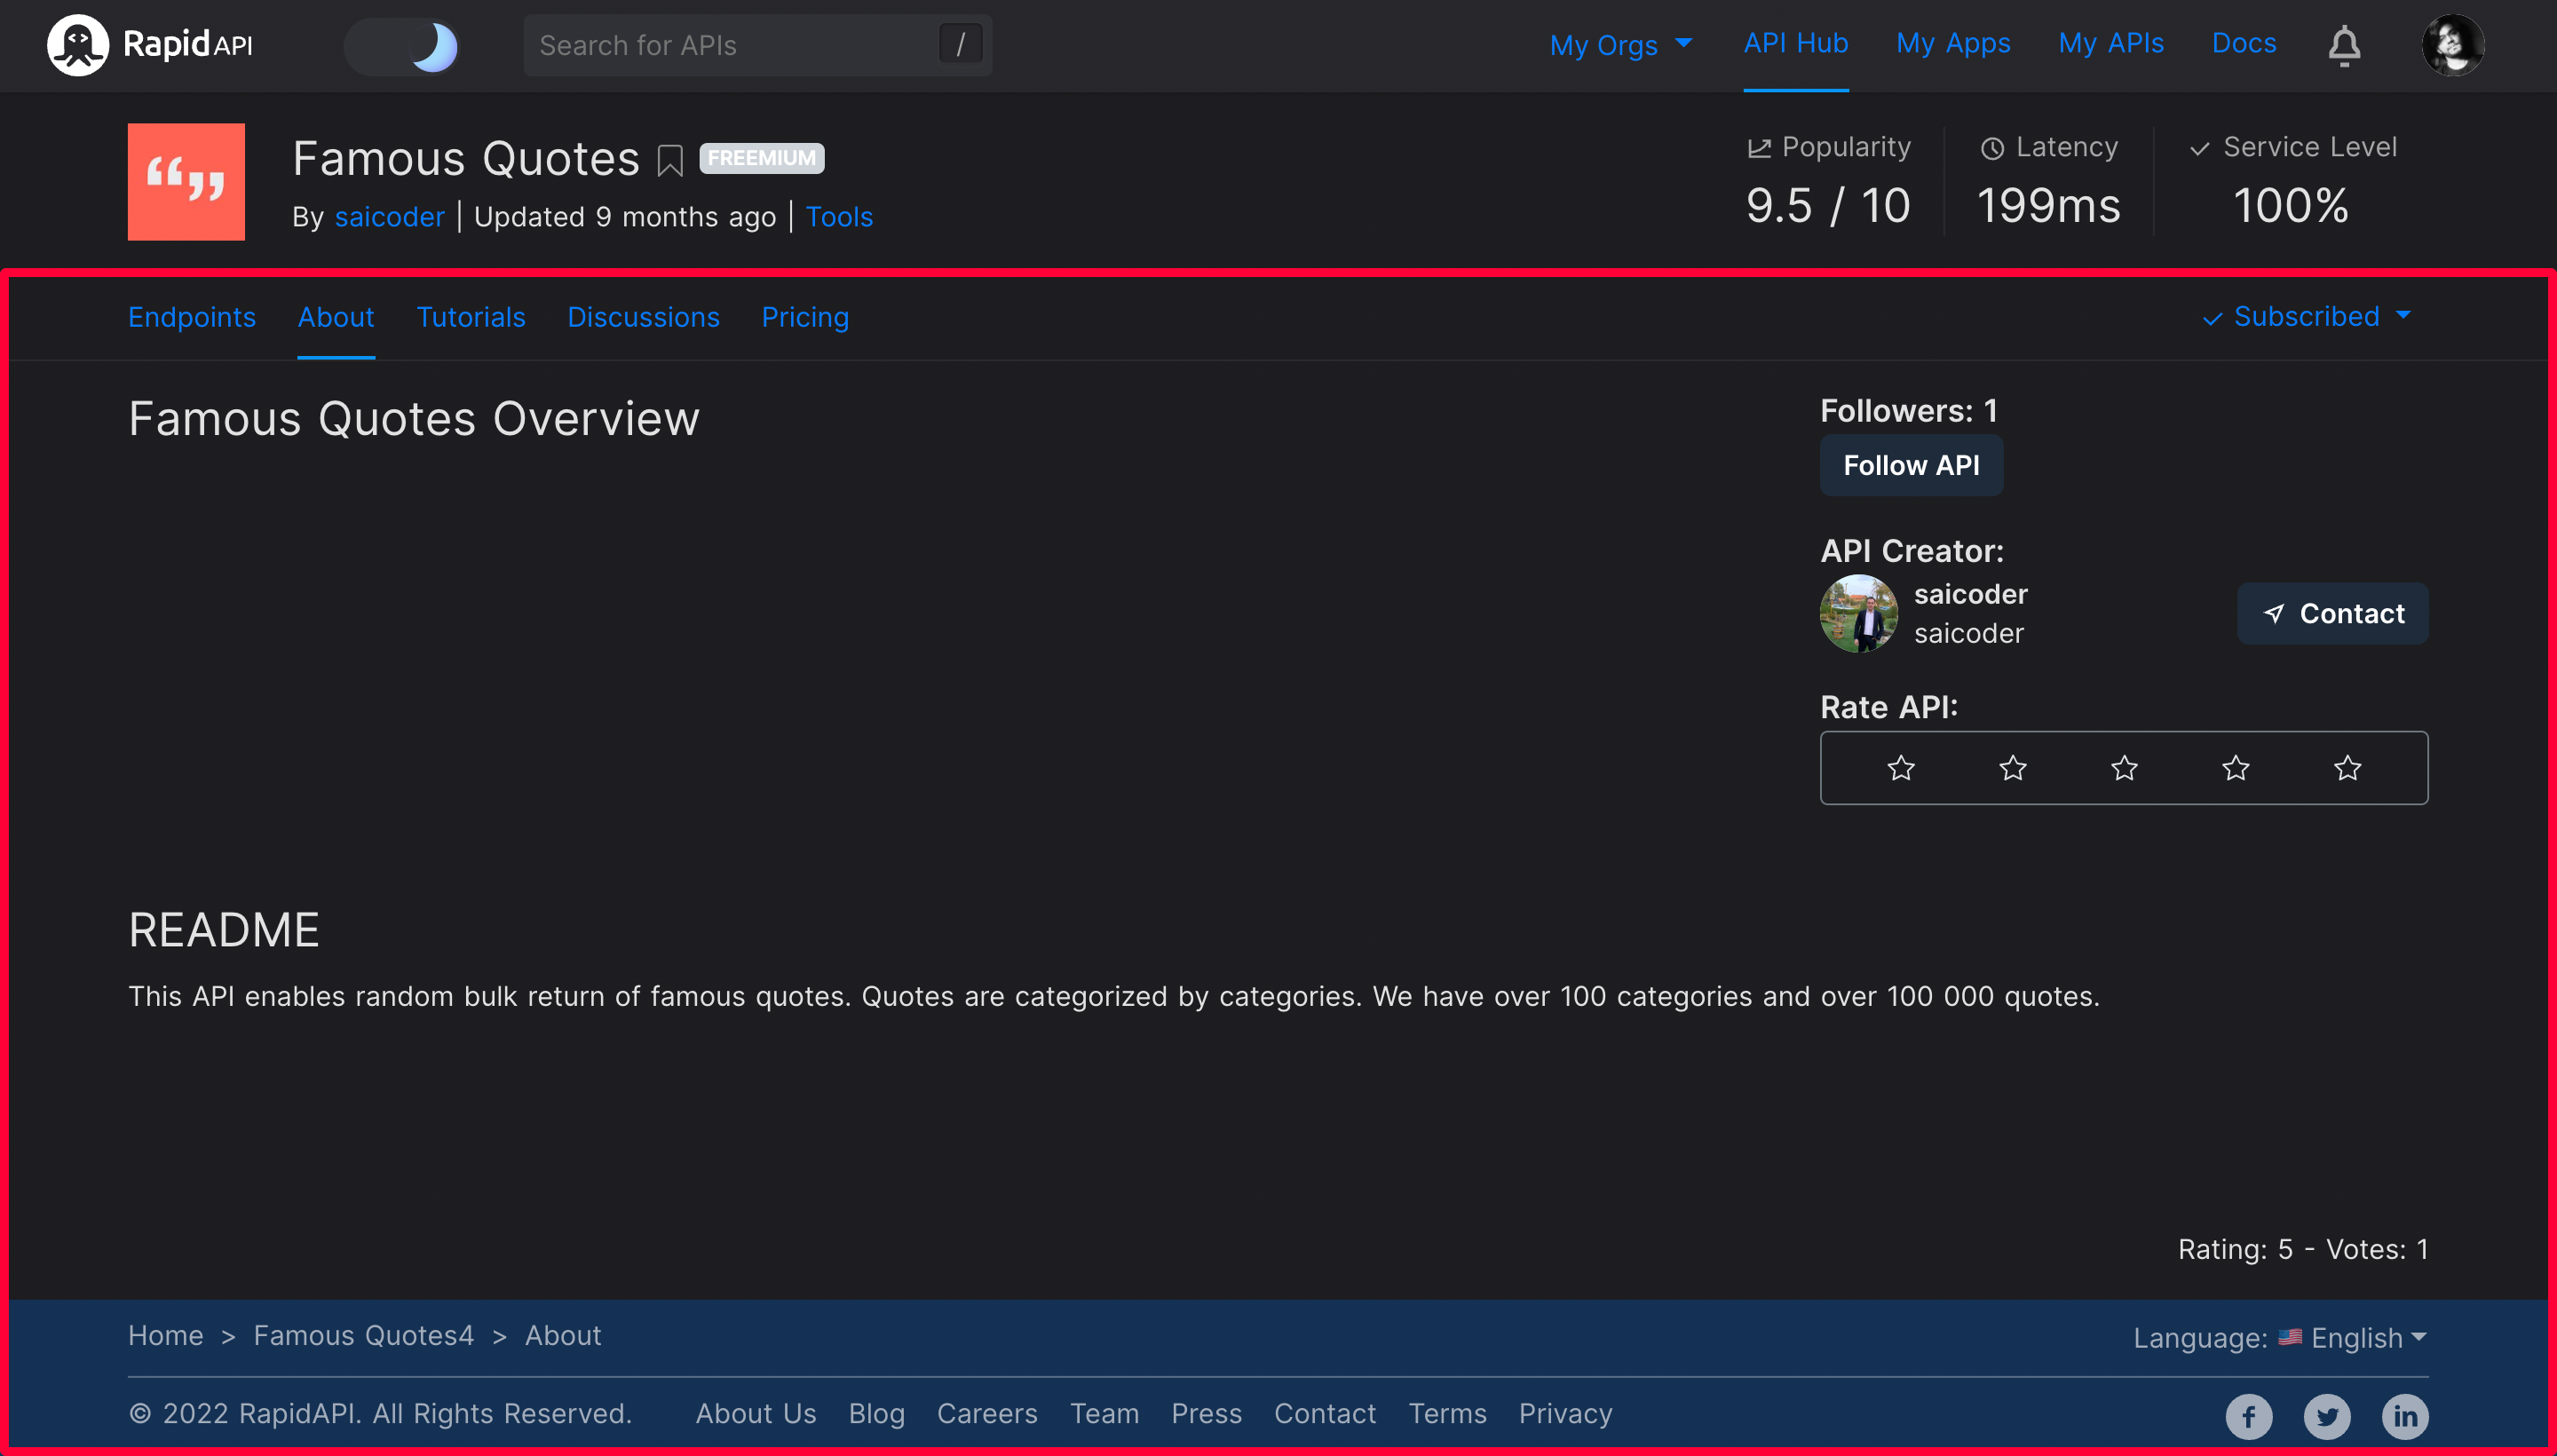 RapidAPI
Search for APIs /
My Orgs API Hub My Apps My APIs Docs
“„
Famous Quotes FREEMIUM
By saicoder | Updated 9 months ago | Tools
Popularity Latency Service Level
9.5 / 10 199ms 100%
Endpoints About Tutorials Discussions Pricing Subscribed
Famous Quotes Overview
Followers: 1
Follow API
API Creator:
saicoder
saicoder
Contact
Rate API:
README
This API enables random bulk return of famous quotes. Quotes are categorized by categories. We have over 100 categories and over 100 000 quotes.
Rating: 5 - Votes: 1
Home > Famous Quotes4 > About Language: English
© 2022 RapidAPI. All Rights Reserved. About Us Blog Careers Team Press Contact Terms Privacy f in